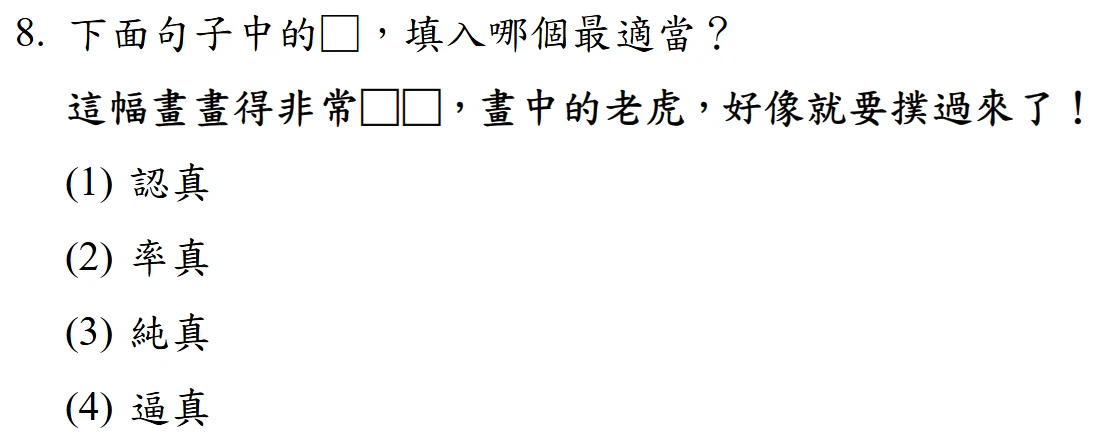 8. 下面句子中的□，填入哪個最適當？
這幅畫畫得非常□□，畫中的老虎，好像就要撲過來了！
(1) 認真
(2) 率真
(3) 純真
(4) 逼真